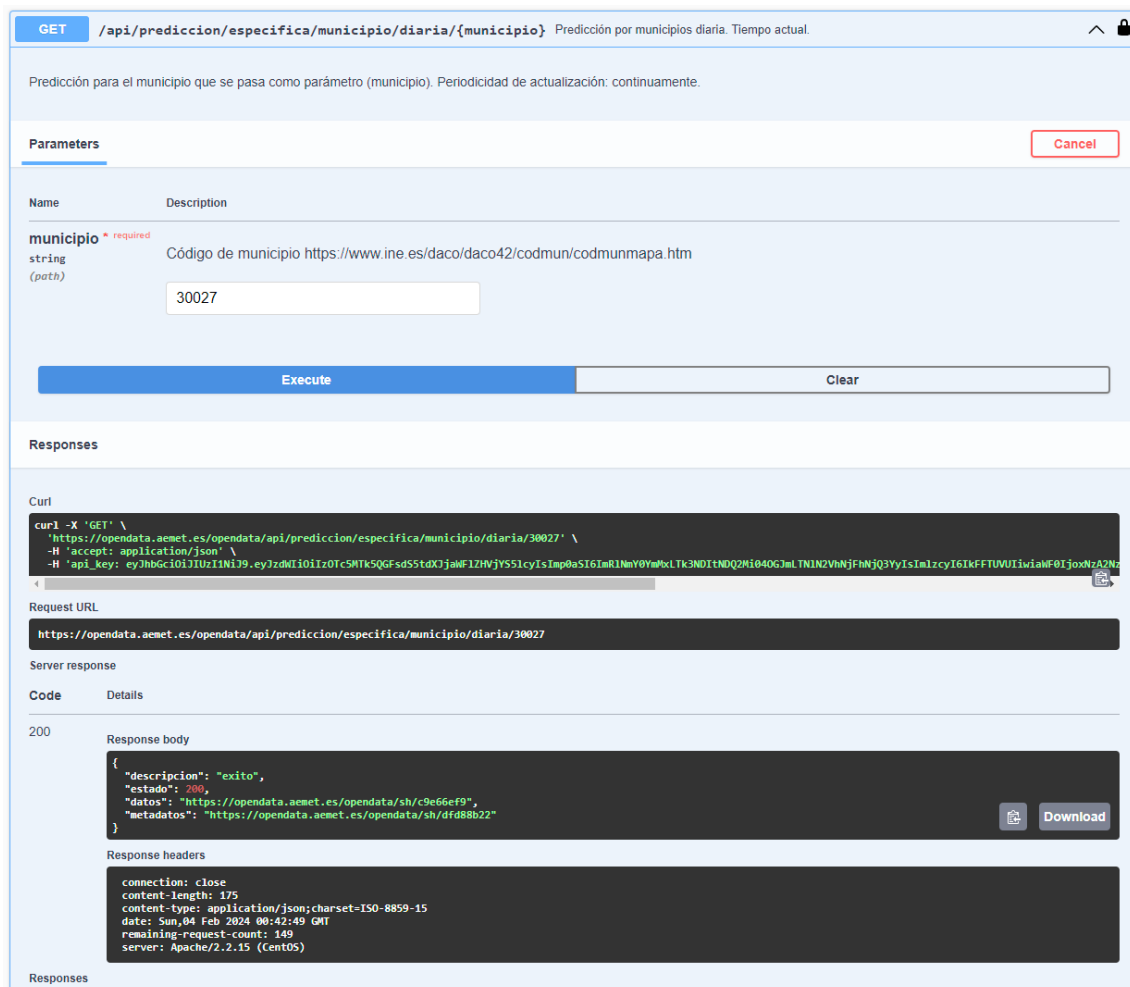 GET /api/prediccion/especifica/municipio/diaria/{municipio} Predicción por municipios diaria. Tiempo actual.
Predicción para el municipio que se pasa como parámetro (municipio). Periodicidad de actualización: continuamente.
Parameters
Cancel
Name Description
municipio * required
string
(path)
Código de municipio https://www.ine.es/daco/daco42/codmun/codmunmapa.htm
30027
Execute Clear
Responses
Curl
curl -X 'GET' \
'https://opendata.aemet.es/opendata/api/prediccion/especifica/municipio/diaria/30027' \
-H 'accept: application/json' \
-H 'api_key:
Request URL
https://opendata.aemet.es/opendata/api/prediccion/especifica/municipio/diaria/30027
Server response
Code Details
200
Response body
{
"descripcion": "exito",
"estado": 200,
"datos": "https://opendata.aemet.es/opendata/sh/c9e66ef9",
"metadatos": "https://opendata.aemet.es/opendata/sh/dfd88b22"
}
Download
Response headers
connection: close
content-length: 175
content-type: application/json;charset=ISO-8859-15
date: Sun,04 Feb 2024 00:42:49 GMT
remaining-request-count: 149
server: Apache/2.2.15 (CentOS)
Responses